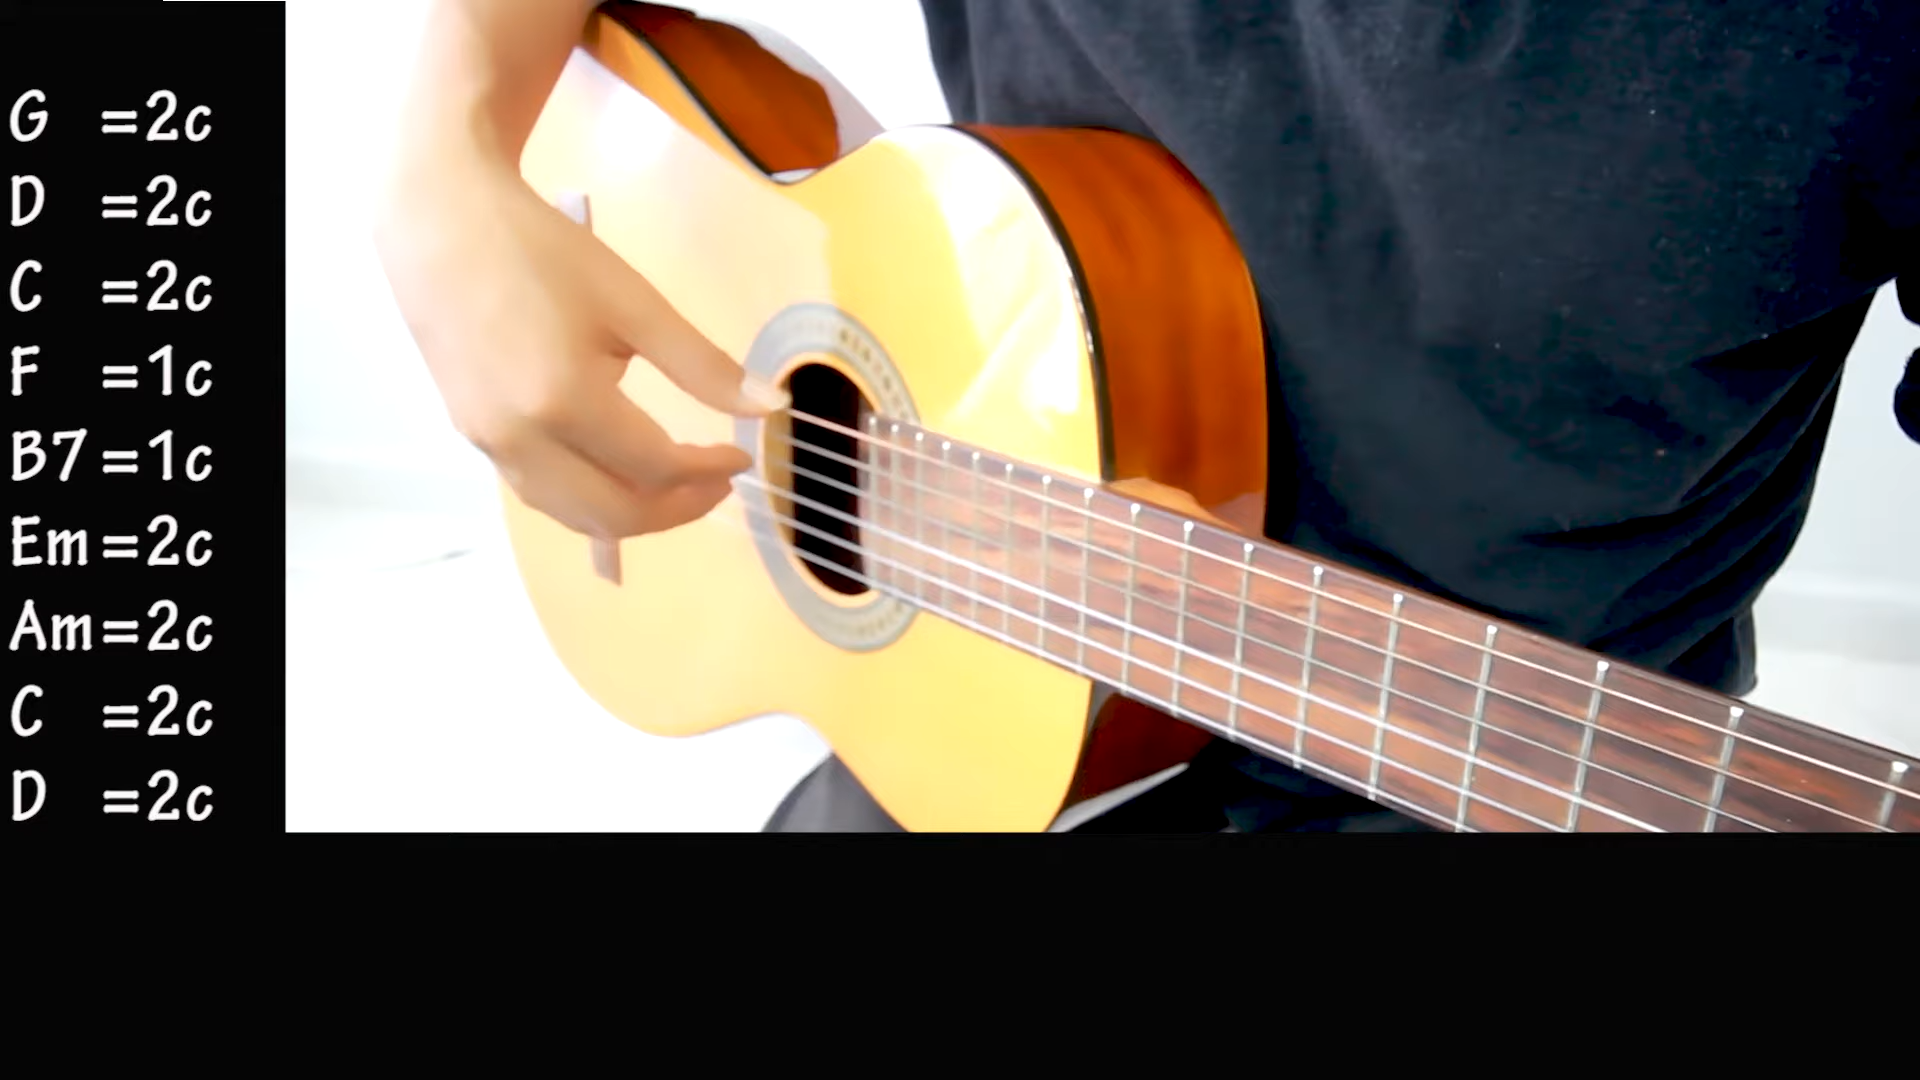 G =2c
D =2c
C =2c
F =1c
B7=1c
Em=2c
Am=2c
C =2c
D =2c